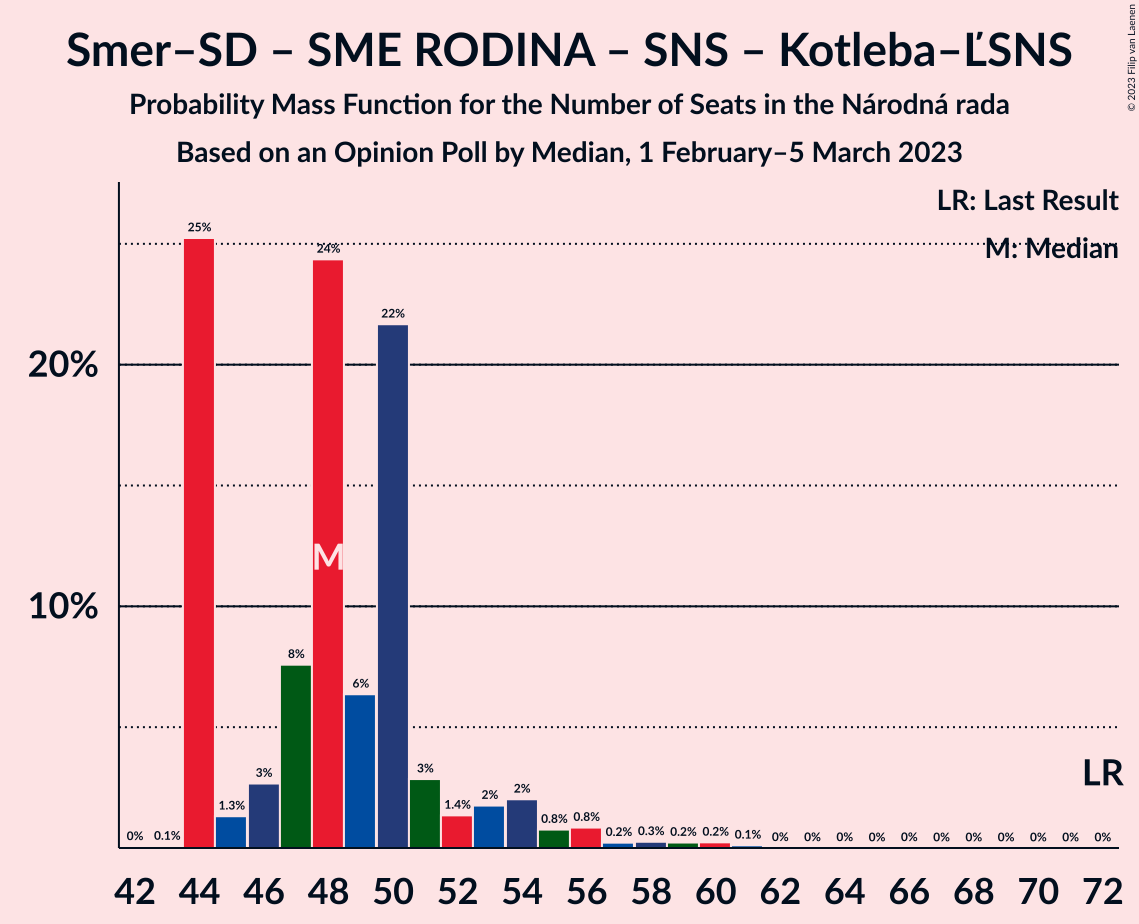 Smer–SD – SME RODINA – SNS – Kotleba–ĽSNS
Probability Mass Function for the Number of Seats in the Národná rada
Based on an Opinion Poll by Median, 1 February–5 March 2023
© 2023 Filip van Laenen
LR: Last Result
M: Median
20%
10%
0% 0.1% 25% 1.3% 3% 8% 24% 6% 22% 3% 1.4% 2% 2% 0.8% 0.8% 0.2% 0.3% 0.2% 0.2% 0.1% 0% 0% 0% 0% 0% 0% 0% 0% 0% 0% 0%
M
LR
42 44 46 48 50 52 54 56 58 60 62 64 66 68 70 72